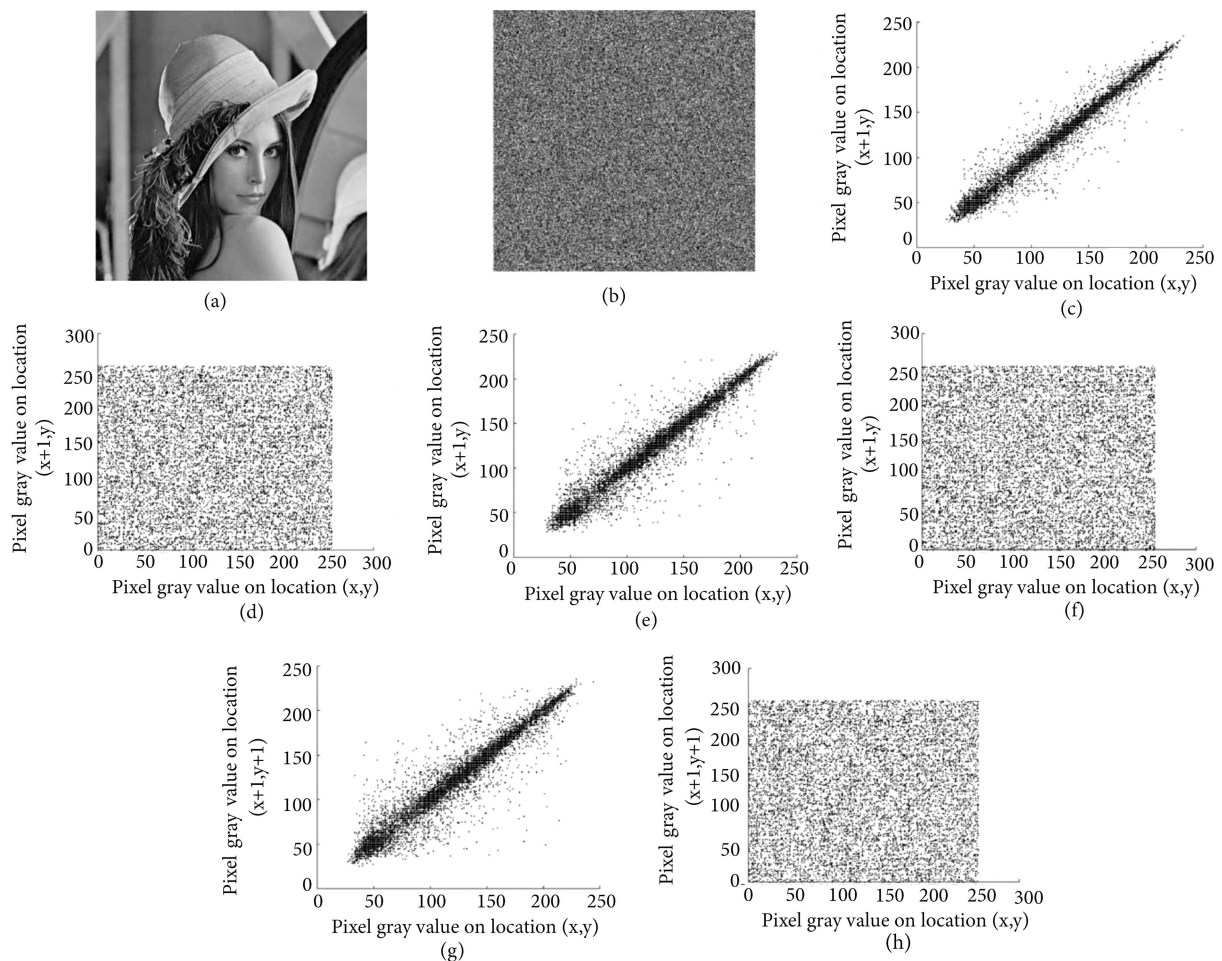 (a)
(b)
Pixel gray value on location
(x+1,y)
250
200
150
100
50
0
0 50 100 150 200 250
Pixel gray value on location (x,y)
(c)
Pixel gray value on location
(x+1,y)
300
250
200
150
100
50
0
0 50 100 150 200 250 300
Pixel gray value on location (x,y)
(d)
Pixel gray value on location
(x+1,y)
250
200
150
100
50
0
0 50 100 150 200 250
Pixel gray value on location (x,y)
(e)
Pixel gray value on location
(x+1,y)
300
250
200
150
100
50
0
0 50 100 150 200 250 300
Pixel gray value on location (x,y)
(f)
Pixel gray value on location
(x+1,y+1)
250
200
150
100
50
0
0 50 100 150 200 250
Pixel gray value on location (x,y)
(g)
Pixel gray value on location
(x+1,y+1)
300
250
200
150
100
50
0
0 50 100 150 200 250 300
Pixel gray value on location (x,y)
(h)